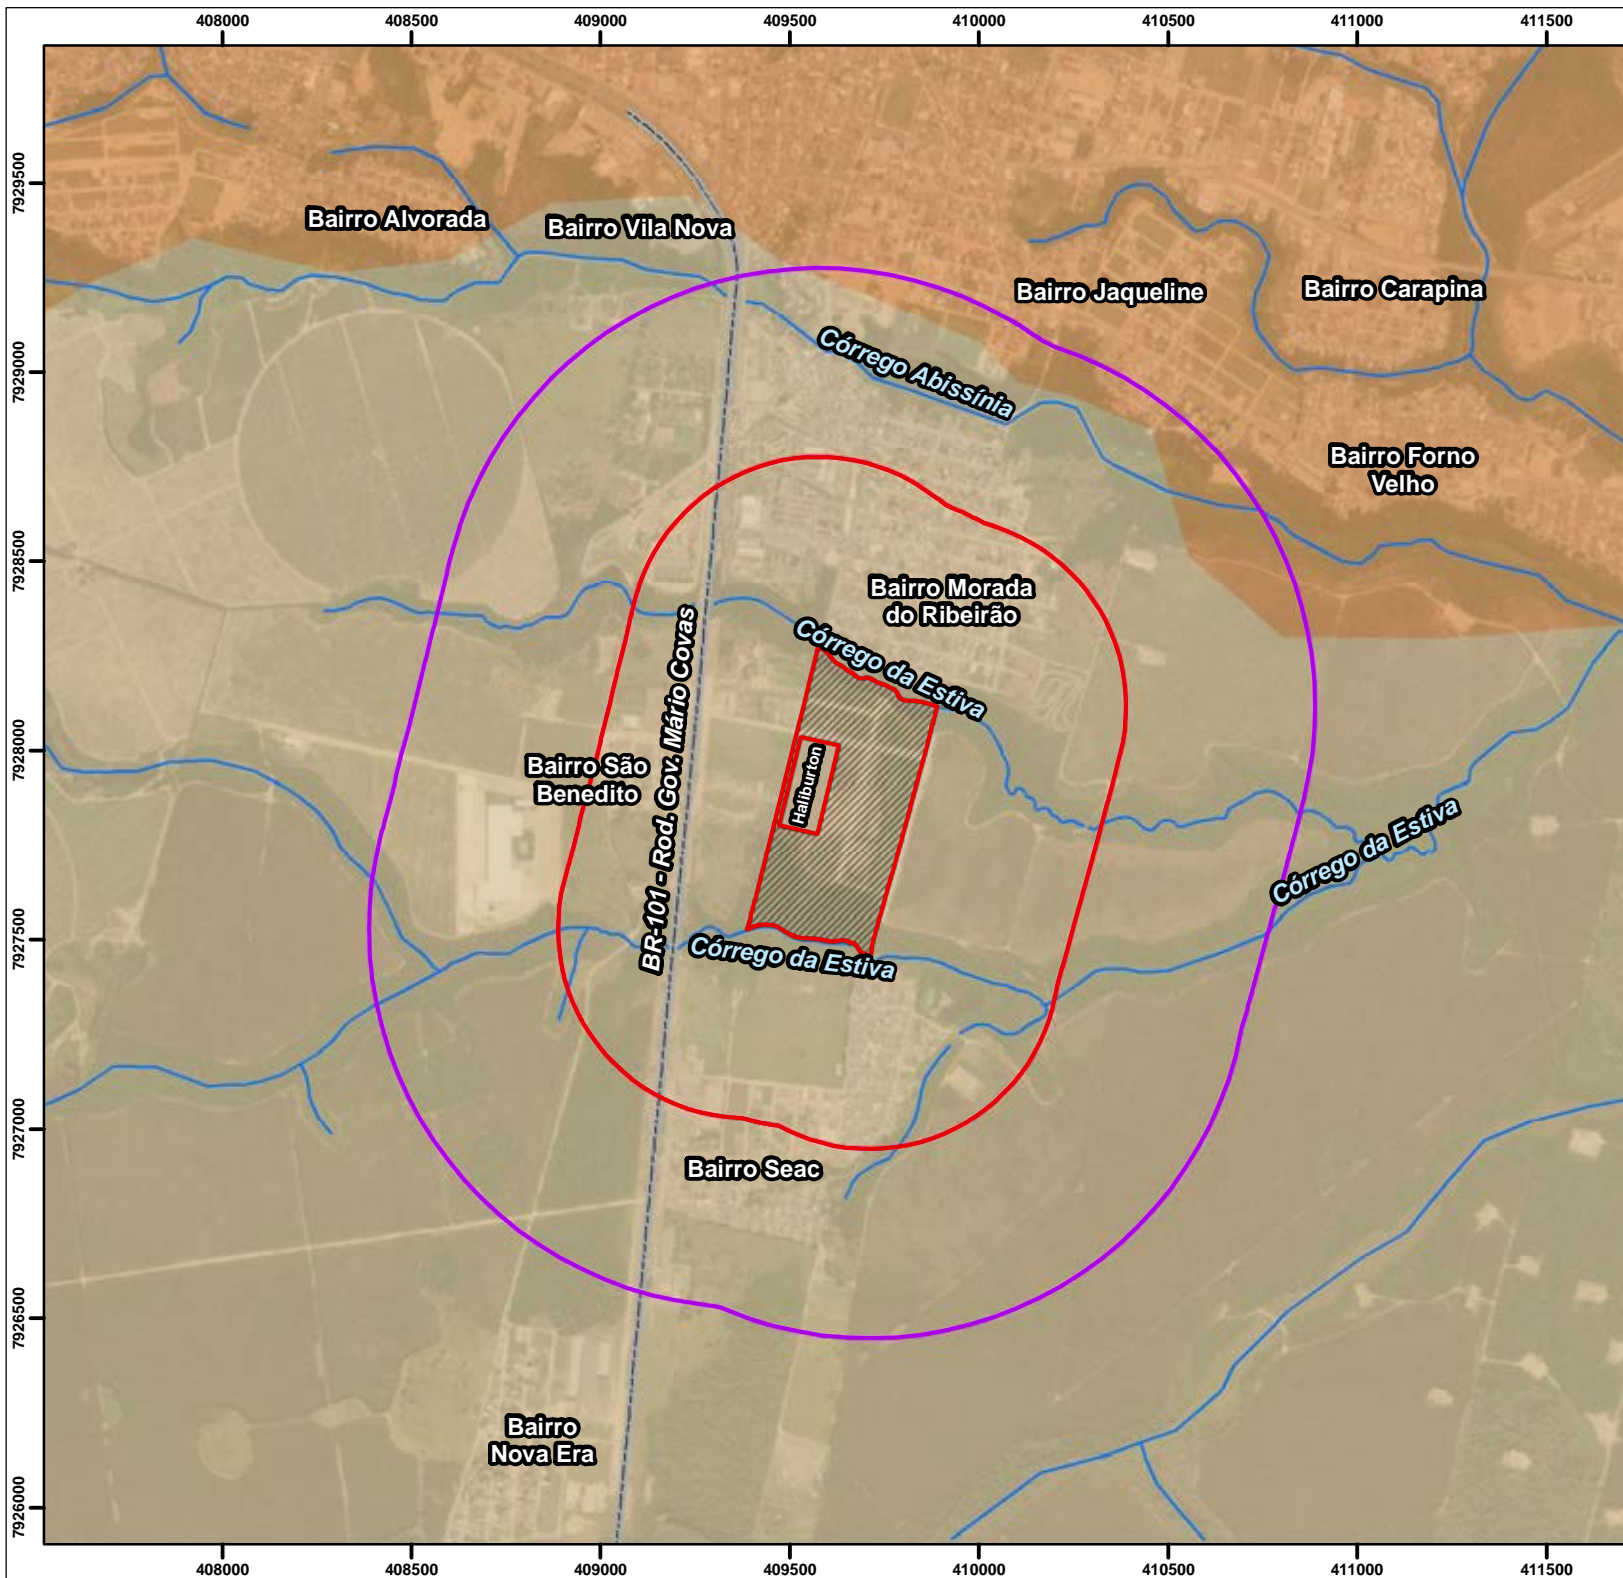 408000 408500 409000 409500 410000 410500 411000 411500
7929500
7929000
7928500
7928000
7927500
7927000
7926500
7926000
Bairro Alvorada
Bairro Vila Nova
Bairro Jaqueline
Bairro Carapina
Córrego Abissínia
Bairro Forno
Velho
Bairro Morada
do Ribeirão
Córrego da Estiva
BR-101 - Rod. Gov. Mário Covas
Bairro São
Benedito
Haliburton
Córrego da Estiva
Córrego da Estiva
Bairro Seac
Bairro
Nova Era
408000 408500 409000 409500 410000 410500 411000 411500